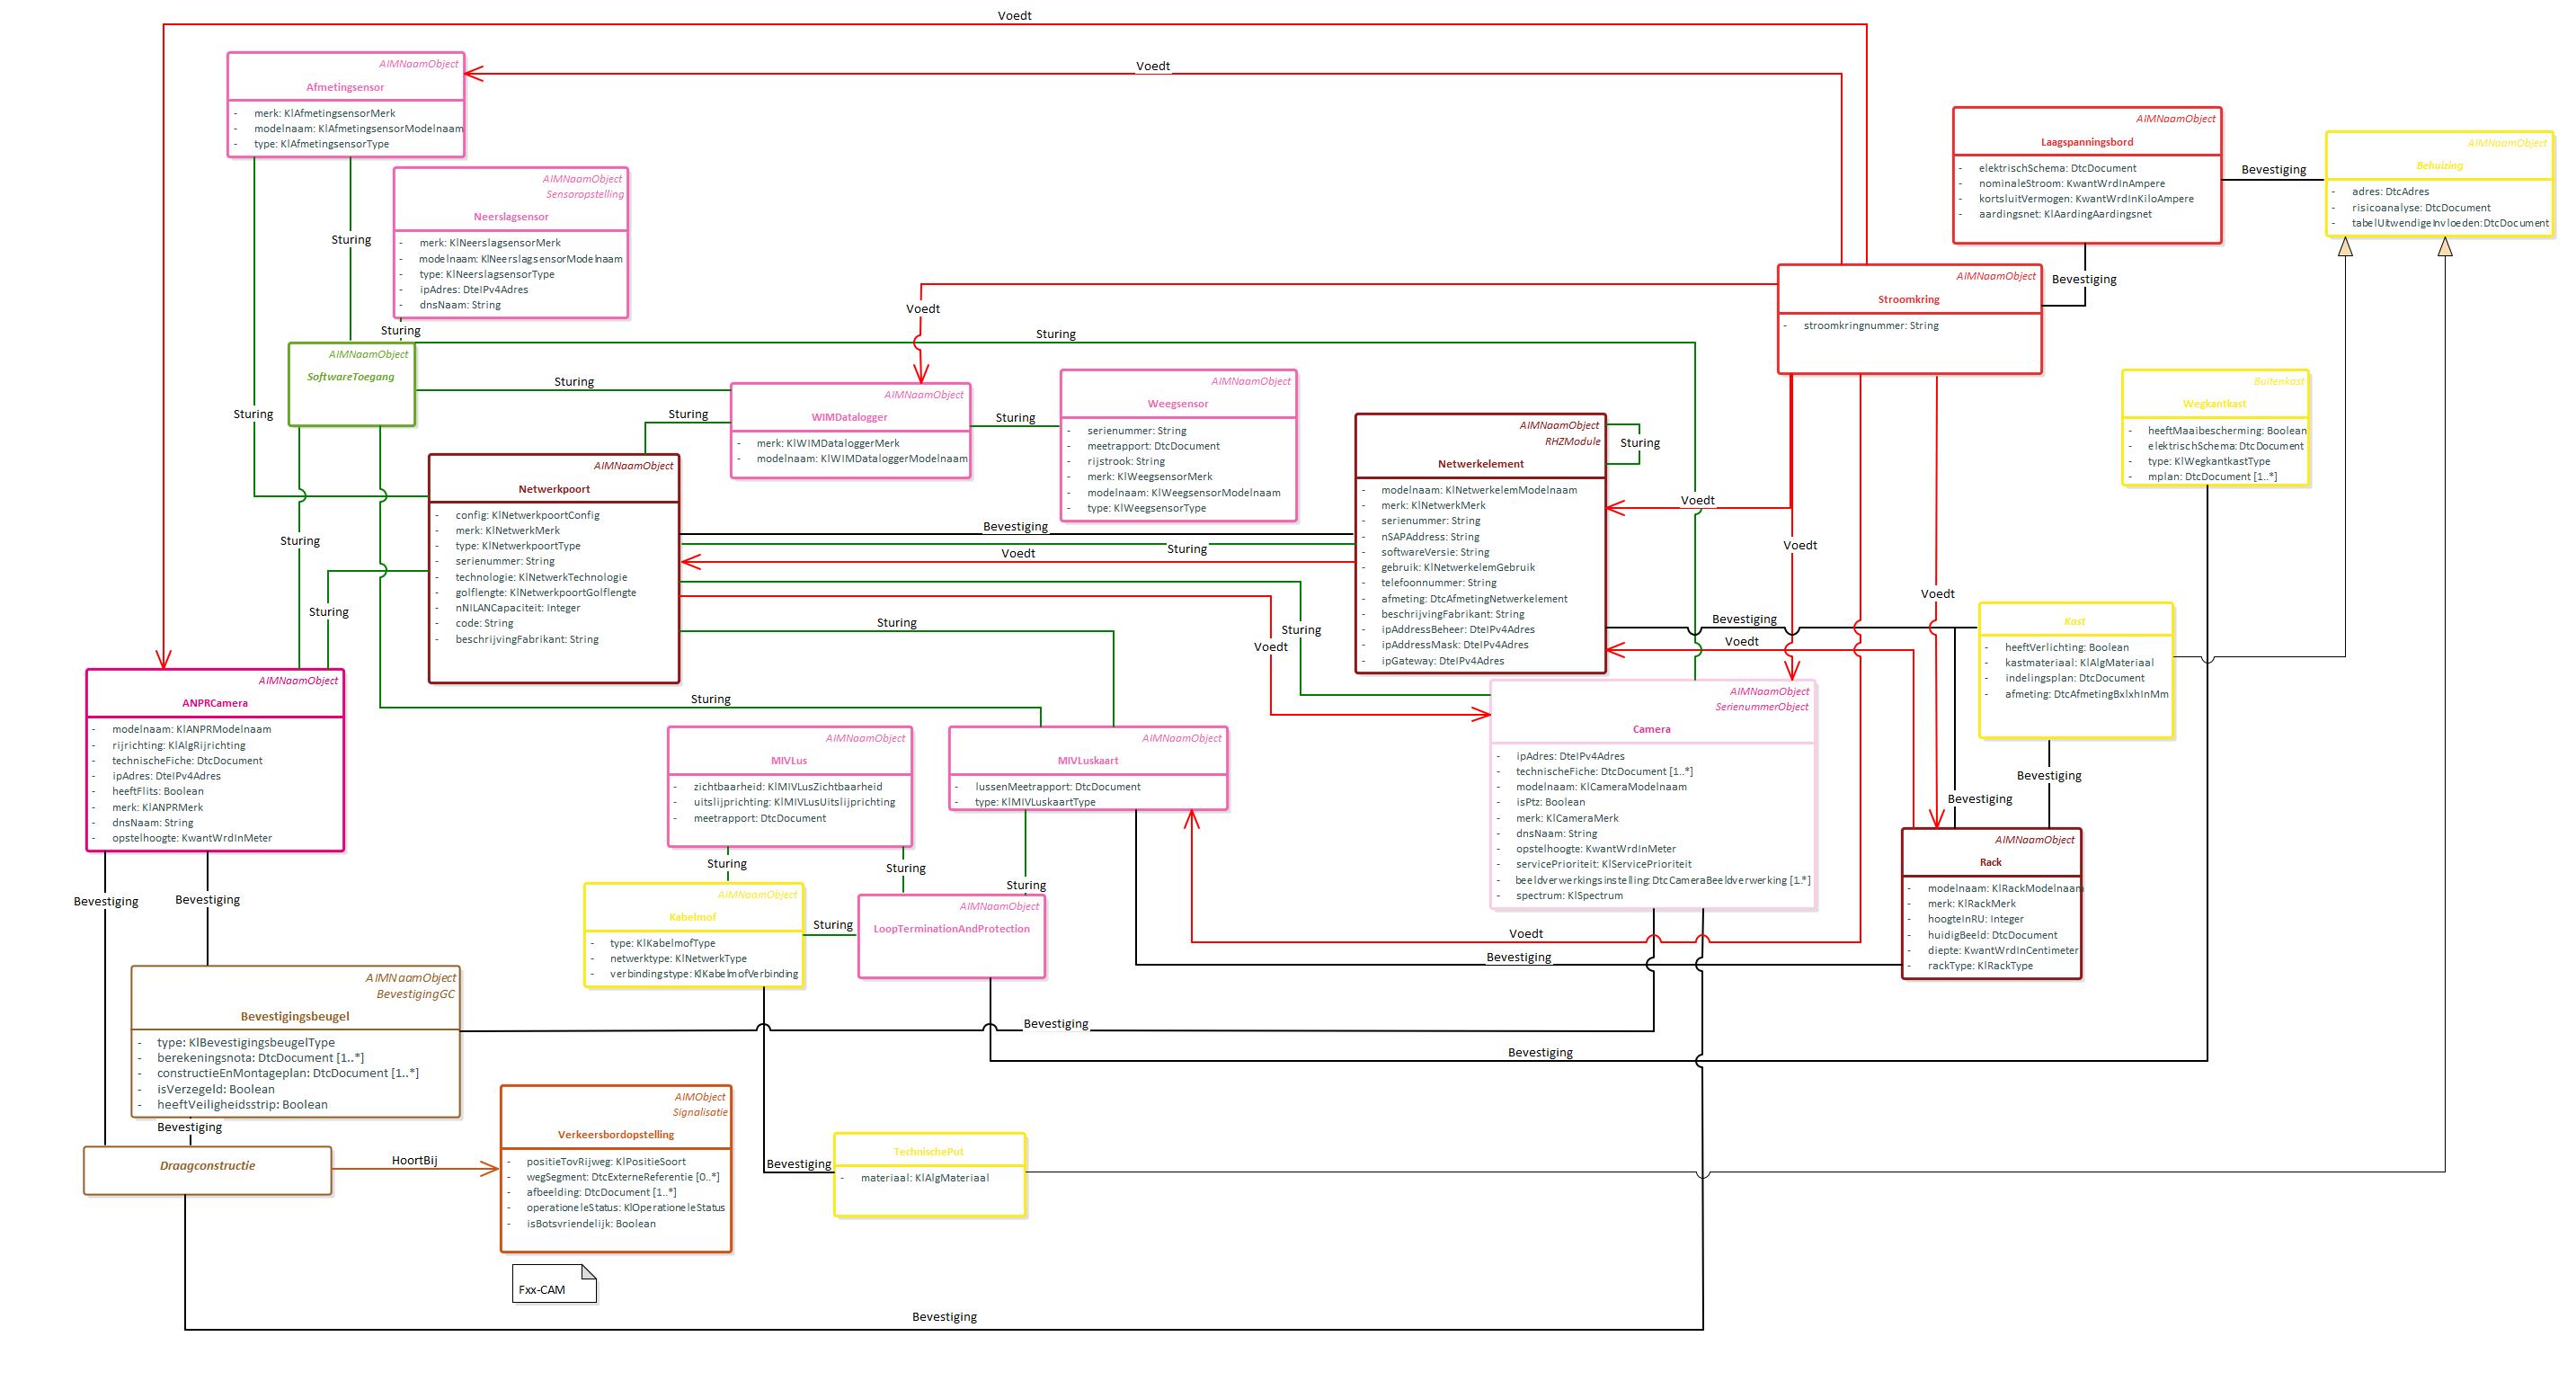 Voedt
Voedt
AIMNaamObject
Afmetingsensor
- merk: KlAfmetingsensorMerk
- modelnaam: KlAfmetingsensorModelnaam
- type: KlAfmetingsensorType
AIMNaamObject
Laagspanningsbord
- elektrischSchema: DtcDocument
- nominaleStroom: KwantWrdInAmpere
- kortsluitVermogen: KwantWrdInKiloAmpere
- aardingsnet: KlAardingAardingsnet
Bevestiging
AIMNaamObject
Behuizing
- adres: DtcAdres
- risicoanalyse: DtcDocument
- tabelUitwendigeInvloeden: DtcDocument
AIMNaamObject
Sensoropstelling
Neerslagsensor
- merk: KlNeerslagsensorMerk
- modelnaam: KlNeerslagsensorModelnaam
- type: KlNeerslagsensorType
- ipAdres: DteIPv4Adres
- dnsNaam: String
Sturing
Sturing
Bevestiging
AIMNaamObject
Stroomkring
- stroomkringnummer: String
Voedt
Sturing
AIMNaamObject
SoftwareToegang
Sturing
AIMNaamObject
WIMDatalogger
- merk: KlWIMDataloggerMerk
- modelnaam: KlWIMDataloggerModelnaam
Sturing
AIMNaamObject
Weegsensor
- serienummer: String
- meetrapport: DtcDocument
- rijstrook: String
- merk: KlWeegsensorMerk
- modelnaam: KlWeegsensorModelnaam
- type: KlWeegsensorType
Buitenkast
Wegkantkast
- heeftMaaibescherming: Boolean
- elektrischSchema: DtcDocument
- type: KlWegkantkastType
- mplan: DtcDocument [1..*]
Sturing
Sturing
AIMNaamObject
Netwerkpoort
- config: KlNetwerkpoortConfig
- merk: KlNetwerkMerk
- type: KlNetwerkpoortType
- serienummer: String
- technologie: KlNetwerkTechnologie
- golflengte: KlNetwerkpoortGolflengte
- nNILANCapaciteit: Integer
- code: String
- beschrijvingFabrikant: String
AIMNaamObject
RHZModule
Netwerkelement
- modelnaam: KlNetwerkelemModelnaam
- merk: KlNetwerkMerk
- serienummer: String
- nSAPAddress: String
- softwareVersie: String
- gebruik: KlNetwerkelemGebruik
- telefoonnummer: String
- afmeting: DtcAfmetingNetwerkelement
- beschrijvingFabrikant: String
- ipAddressBeheer: DteIPv4Adres
- ipAddressMask: DteIPv4Adres
- ipGateway: DteIPv4Adres
Sturing
Voedt
Bevestiging
Sturing
Voedt
Sturing
Sturing
Voedt
Voedt
Sturing
Sturing
Voedt
Bevestiging
Voedt
AIMNaamObject
Kast
- heeftVerlichting: Boolean
- kastmateriaal: KlAlgMateriaal
- indelingsplan: DtcDocument
- afmeting: DtcAfmetingBxlxhInMm
Sturing
AIMNaamObject
ANPRCamera
- modelnaam: KlANPRModelnaam
- rijrichting: KlAlgRijrichting
- technischeFiche: DtcDocument
- ipAdres: DteIPv4Adres
- heeftFlits: Boolean
- merk: KlANPRMerk
- dnsNaam: String
- opstelhoogte: KwantWrdInMeter
AIMNaamObject
MIVLus
- zichtbaarheid: KlMIVLusZichtbaarheid
- uitslijprichting: KlMIVLusUitslijprichting
- meetrapport: DtcDocument
AIMNaamObject
MIVLuskaart
- lussenMeetrapport: DtcDocument
- type: KlMIVLuskaartType
AIMNaamObject
SerienummerObject
Camera
- ipAdres: DteIPv4Adres
- technischeFiche: DtcDocument [1..*]
- modelnaam: KlCameraModelnaam
- isPtz: Boolean
- merk: KlCameraMerk
- dnsNaam: String
- opstelhoogte: KwantWrdInMeter
- servicePrioriteit: KlServicePrioriteit
- beeldverwerkingsinstelling: DtcCameraBeeldverwerking [1..*]
- spectrum: KlSpectrum
Bevestiging
Bevestiging
AIMNaamObject
Rack
- modelnaam: KlRackModelnaam
- merk: KlRackMerk
- hoogteInRU: Integer
- huidigBeeld: DtcDocument
- diepte: KwantWrdInCentimeter
- rackType: KlRackType
Sturing
Sturing
Sturing
Bevestiging
Bevestiging
AIMNaamObject
Kabelmof
- type: KlKabelmofType
- netwerktype: KlNetwerkType
- verbindingstype: KlKabelmofVerbinding
Sturing
AIMNaamObject
LoopTerminationAndProtection
Voedt
Bevestiging
AIMNaamObject
BevestigingGC
Bevestigingsbeugel
- type: KlBevestigingsbeugelType
- berekeningsnota: DtcDocument [1..*]
- constructieEnMontageplan: DtcDocument [1..*]
- isVerzegeld: Boolean
- heeftVeiligheidsstrip: Boolean
Bevestiging
Bevestiging
Bevestiging
Draagconstructie
HoortBij
AIMObject
Signalisatie
Verkeersbordopstelling
- positieTovRijweg: KlPositieSoort
- wegSegment: DtcExterneReferentie [0..*]
- afbeelding: DtcDocument [1..*]
- operationeleStatus: KlOperationeleStatus
- isBotsvriendelijk: Boolean
Bevestiging
TechnischePut
- materiaal: KlAlgMateriaal
Fxx-CAM
Bevestiging